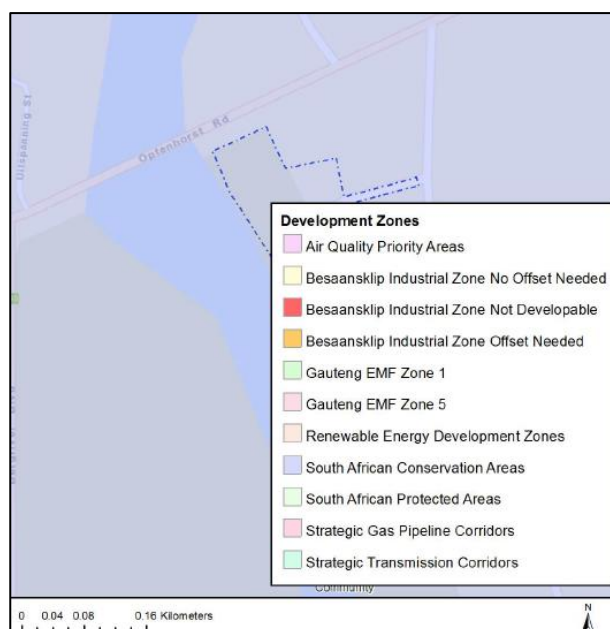 Optenhorst Rd
Uitspanning St
Development Zones
Air Quality Priority Areas
Besaansklip Industrial Zone No Offset Needed
Besaansklip Industrial Zone Not Developable
Besaansklip Industrial Zone Offset Needed
Gauteng EMF Zone 1
Gauteng EMF Zone 5
Renewable Energy Development Zones
South African Conservation Areas
South African Protected Areas
Strategic Gas Pipeline Corridors
Strategic Transmission Corridors
Bergrivier Blvd
Community
N
0 0.04 0.08 0.16 Kilometers